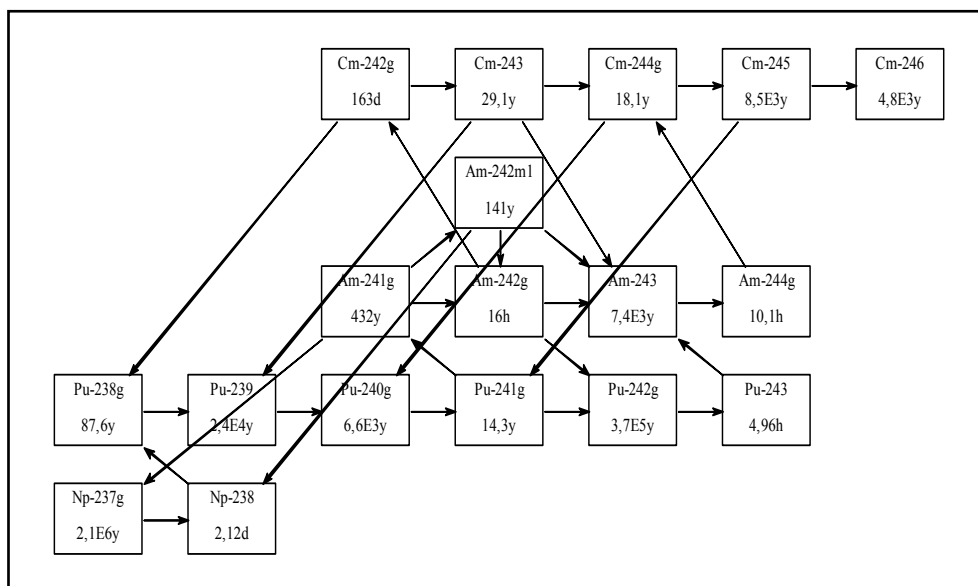 Cm-242g
163d
Cm-243
29,1y
Cm-244g
18,1y
Cm-245
8,5E3y
Cm-246
4,8E3y
Am-242m1
141y
Am-241g
432y
Am-242g
16h
Am-243
7,4E3y
Am-244g
10,1h
Pu-238g
87,6y
Pu-239
2,4E4y
Pu-240g
6,6E3y
Pu-241g
14,3y
Pu-242g
3,7E5y
Pu-243
4,96h
Np-237g
2,1E6y
Np-238
2,12d